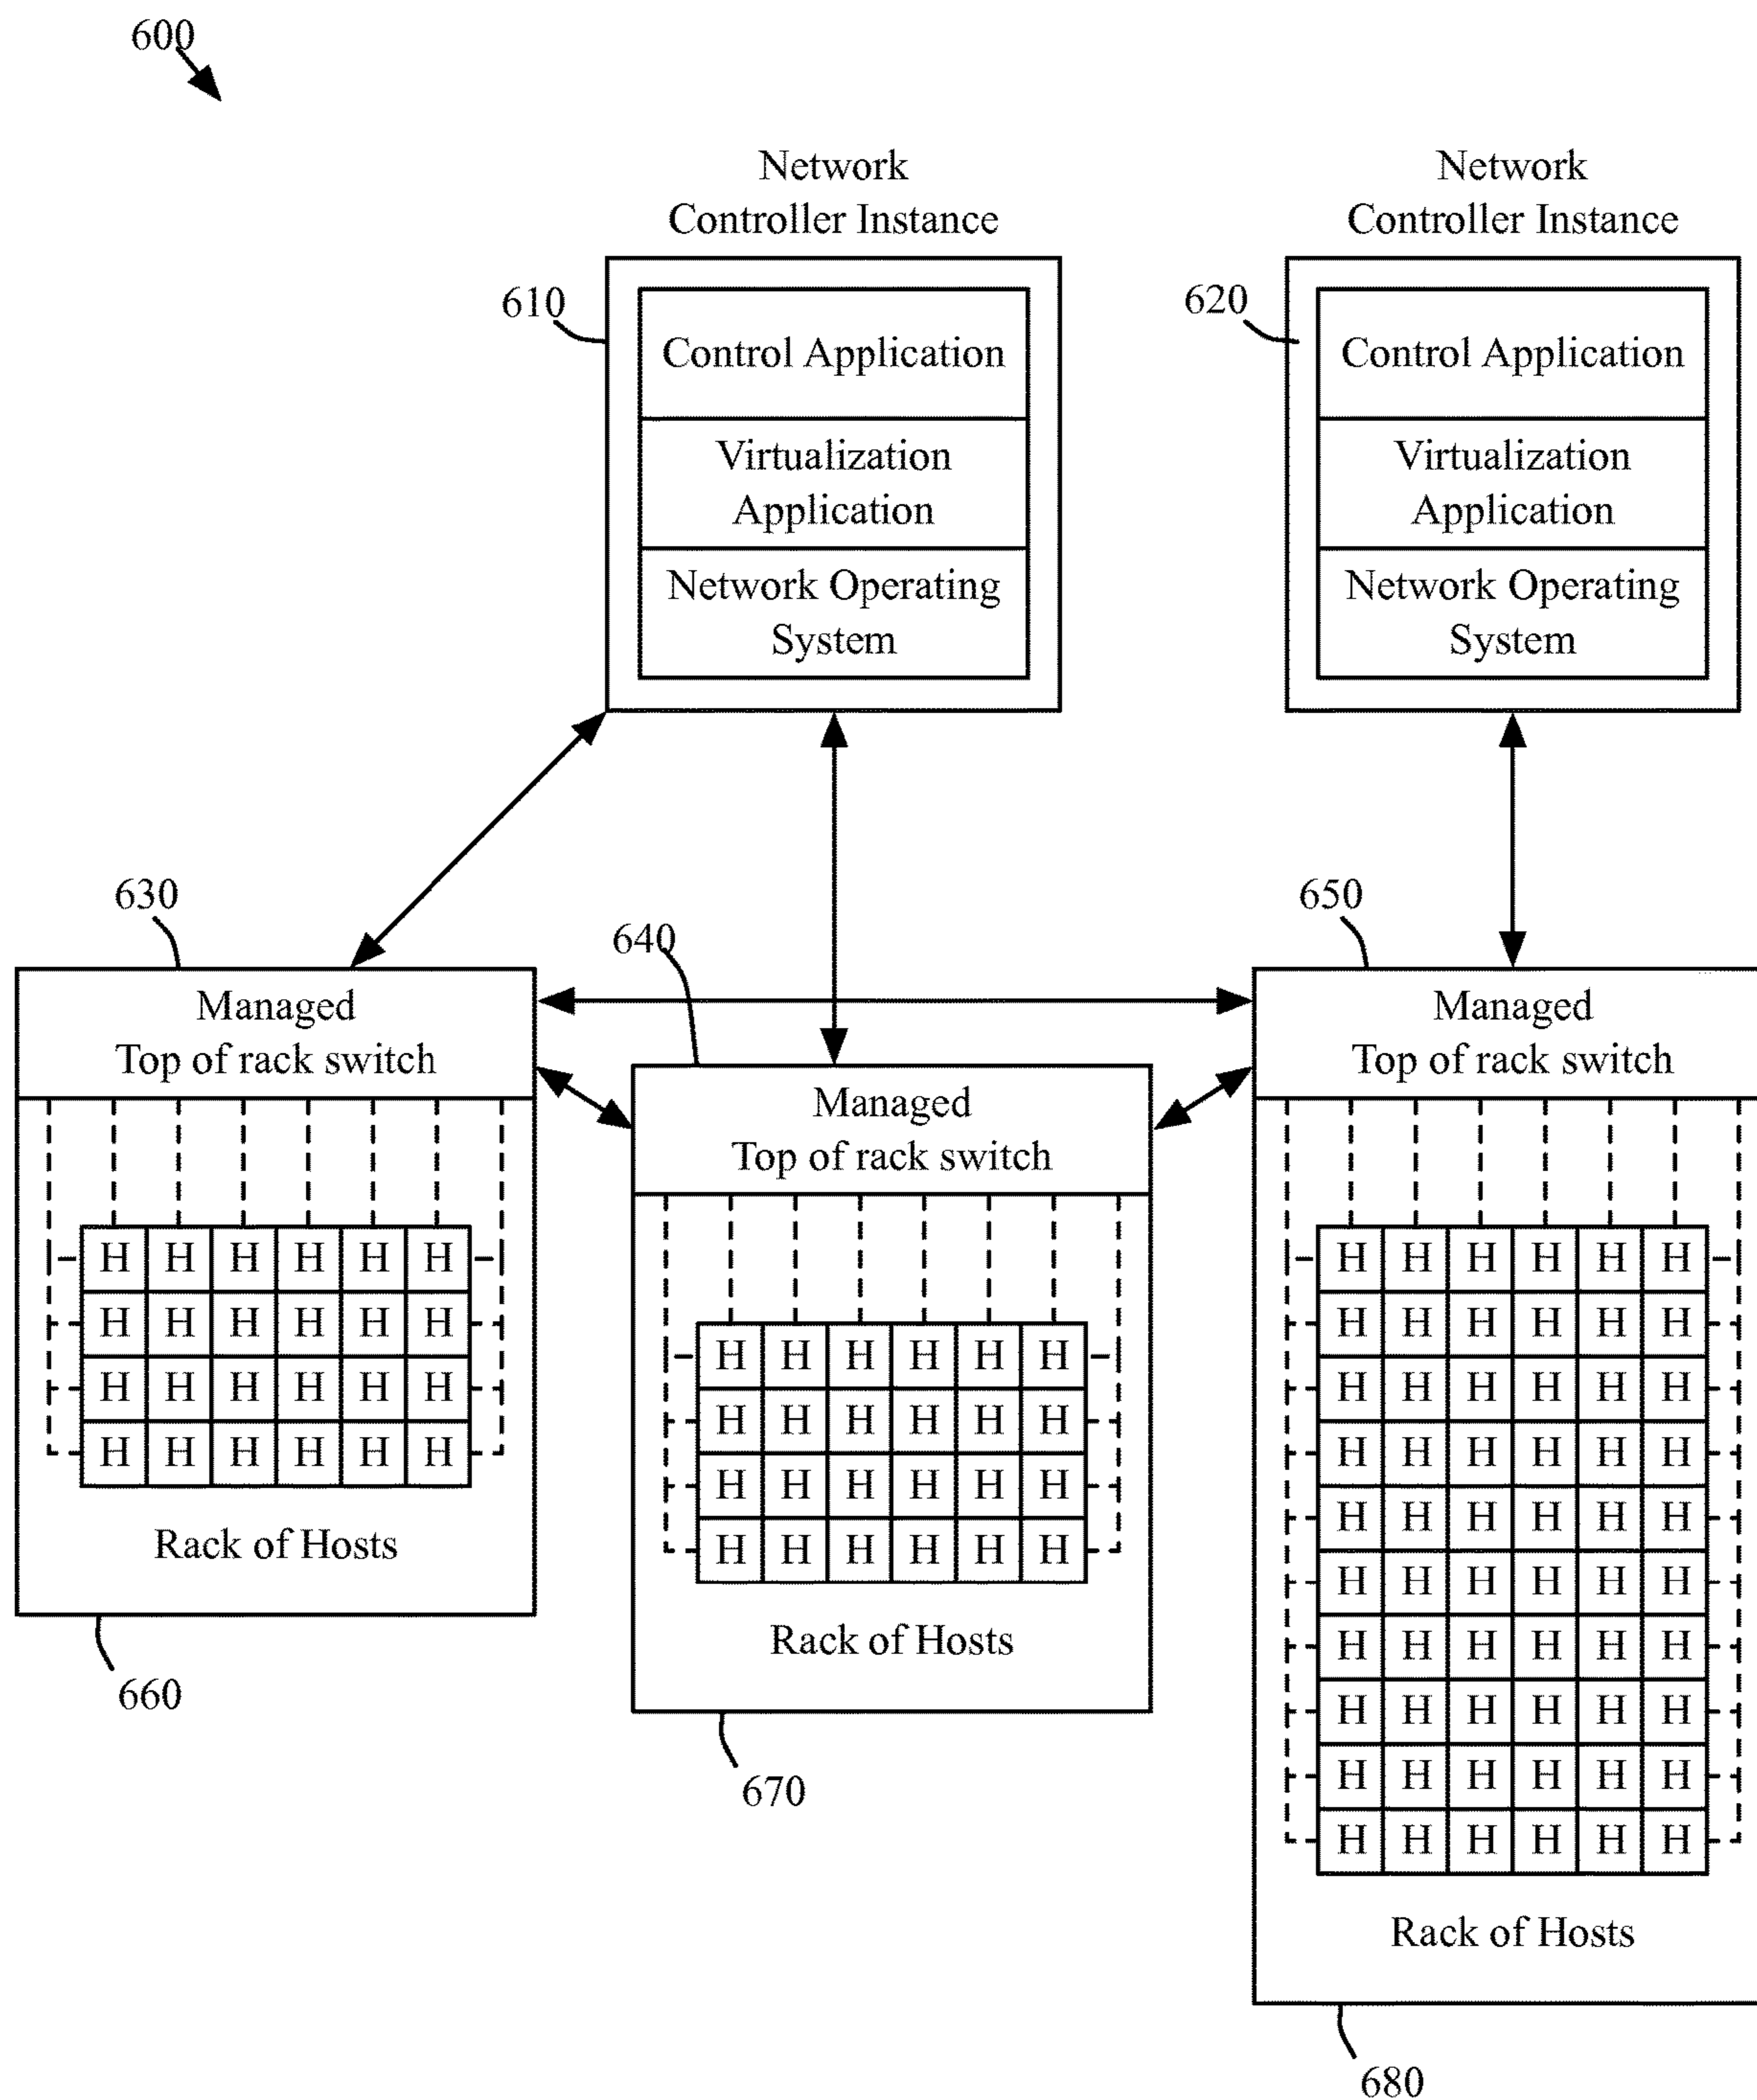 600
Network
Controller Instance
Network
Controller Instance
610
Control Application
Virtualization
Application
Network Operating
System
620
Control Application
Virtualization
Application
Network Operating
System
630
Managed
Top of rack switch
H H H H H H
H H H H H H
H H H H H H
H H H H H H
Rack of Hosts
660
640
Managed
Top of rack switch
H H H H H H
H H H H H H
H H H H H H
H H H H H H
Rack of Hosts
670
650
Managed
Top of rack switch
H H H H H H
H H H H H H
H H H H H H
H H H H H H
H H H H H H
H H H H H H
H H H H H H
H H H H H H
H H H H H H
H H H H H H
Rack of Hosts
680